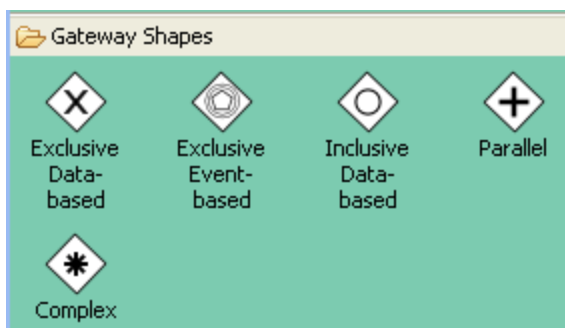 Gateway Shapes
Exclusive Data-based
Exclusive Event-based
Inclusive Data-based
Parallel
Complex